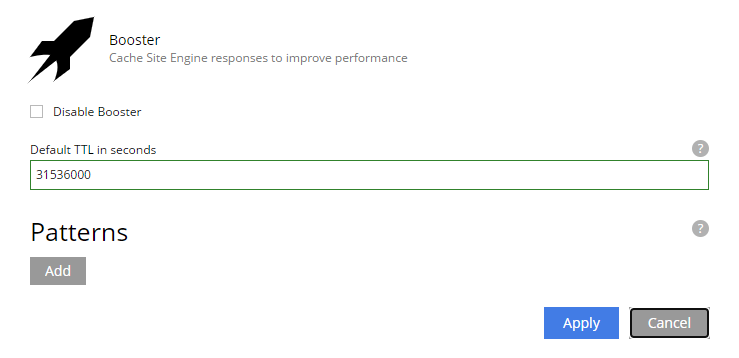 Booster
Cache Site Engine responses to improve performance
Disable Booster
Default TTL in seconds
?
31536000
Patterns
?
Add
Apply
Cancel